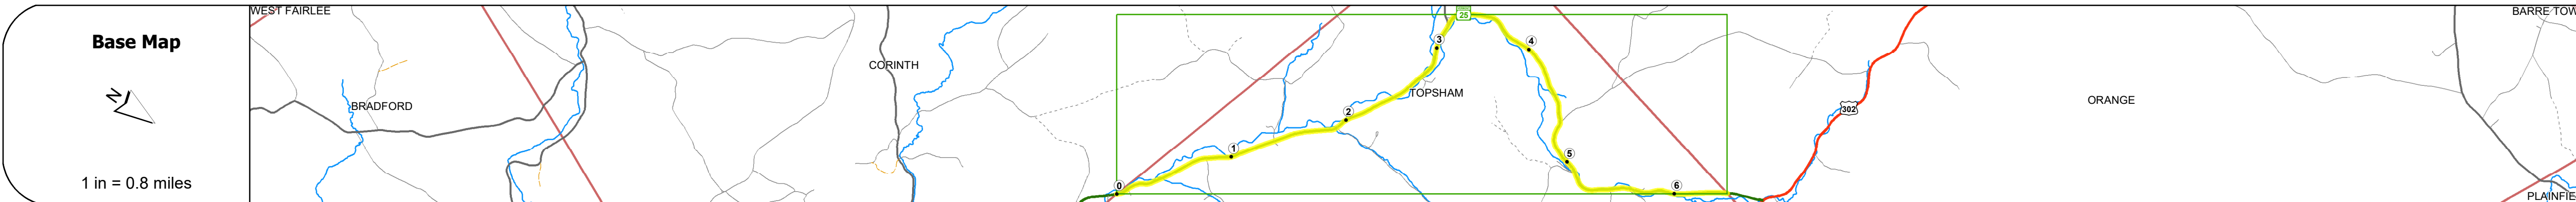 Base Map
N
1 in = 0.8 miles
WEST FAIRLEE
BRADFORD
CORINTH
TOPSHAM
25
0
1
2
3
4
5
6
302
ORANGE
BARRE TOW
PLAINFIE